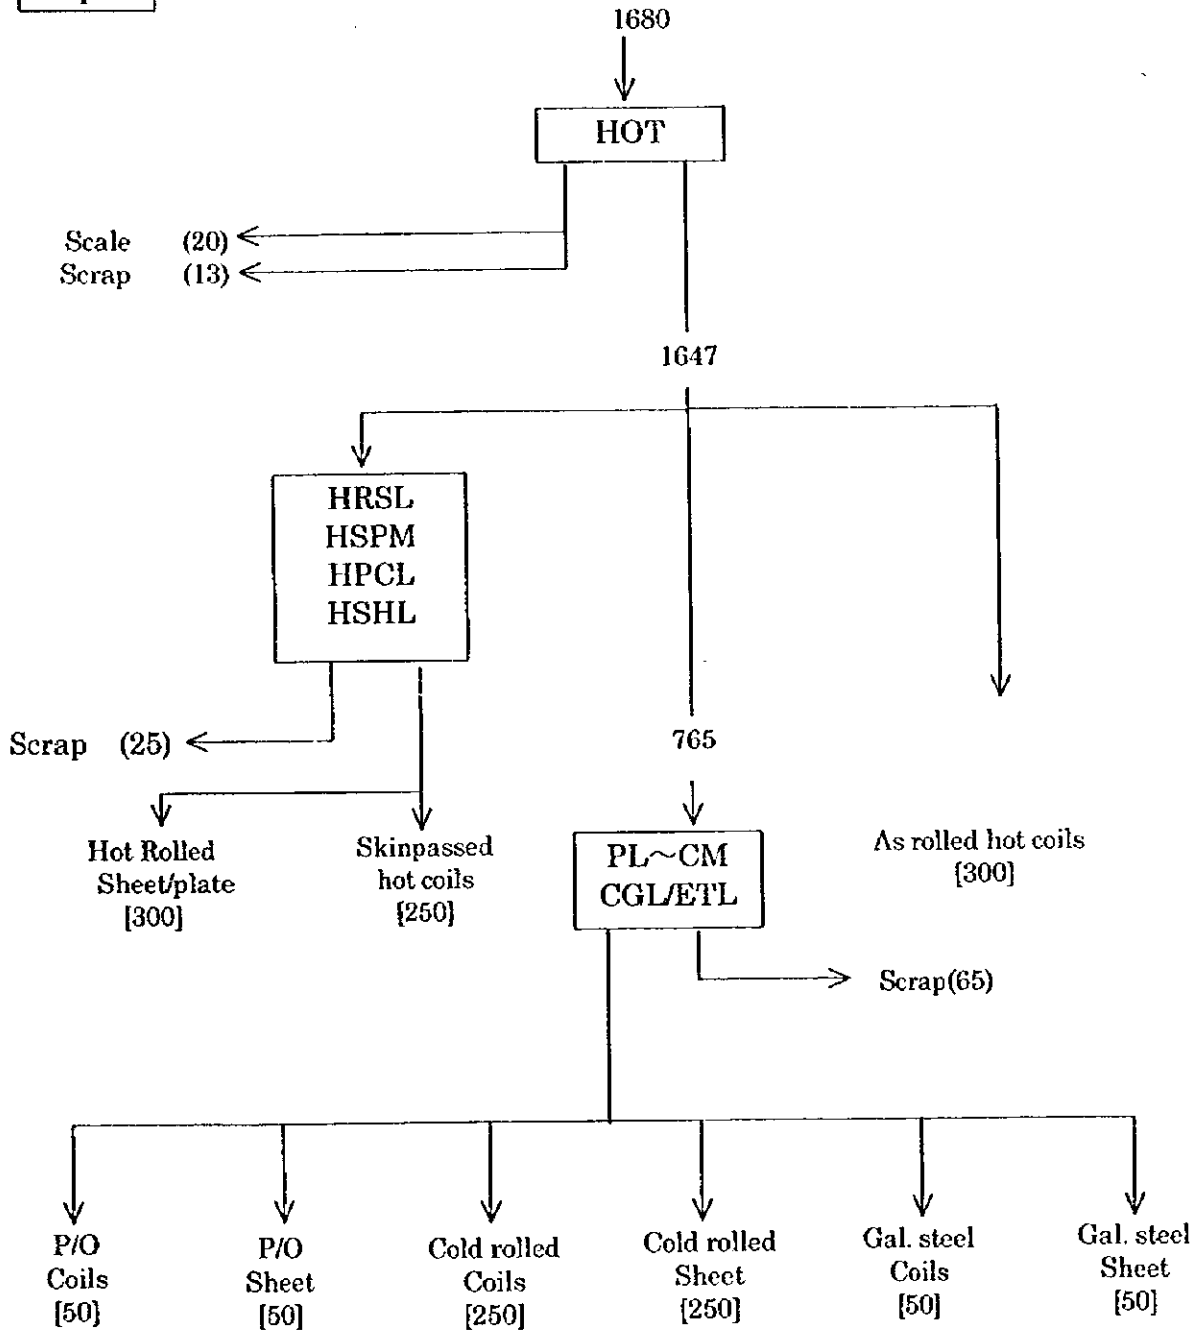 1680
HOT
Scale (20)
Scrap (13)
1647
HRSL
HSPM
HPCL
HSHL
Scrap (25)
765
Hot Rolled
Sheet/plate
[300]
Skinpassed
hot coils
[250]
PL~CM
CGL/ETL
As rolled hot coils
[300]
Scrap(65)
P/O
Coils
[50]
P/O
Sheet
[50]
Cold rolled
Coils
[250]
Cold rolled
Sheet
[250]
Gal. steel
Coils
[50]
Gal. steel
Sheet
[50]